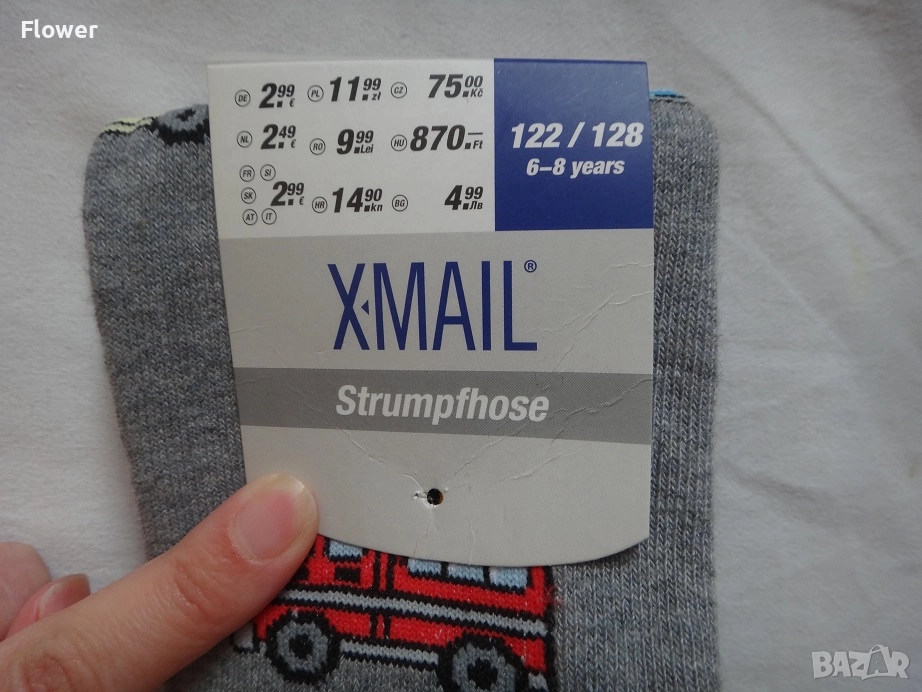 Flower
DE 2.99 € PL 11.99 zł CZ 75.00 Kč
NL 2.49 € RO 9.99 Lei HU 870.– Ft
FR SI
SK 2.99 € HR 14.90 kn BG 4.99 Лв
AT IT
122 / 128
6–8 years
X-MAIL®
Strumpfhose
BAZAR